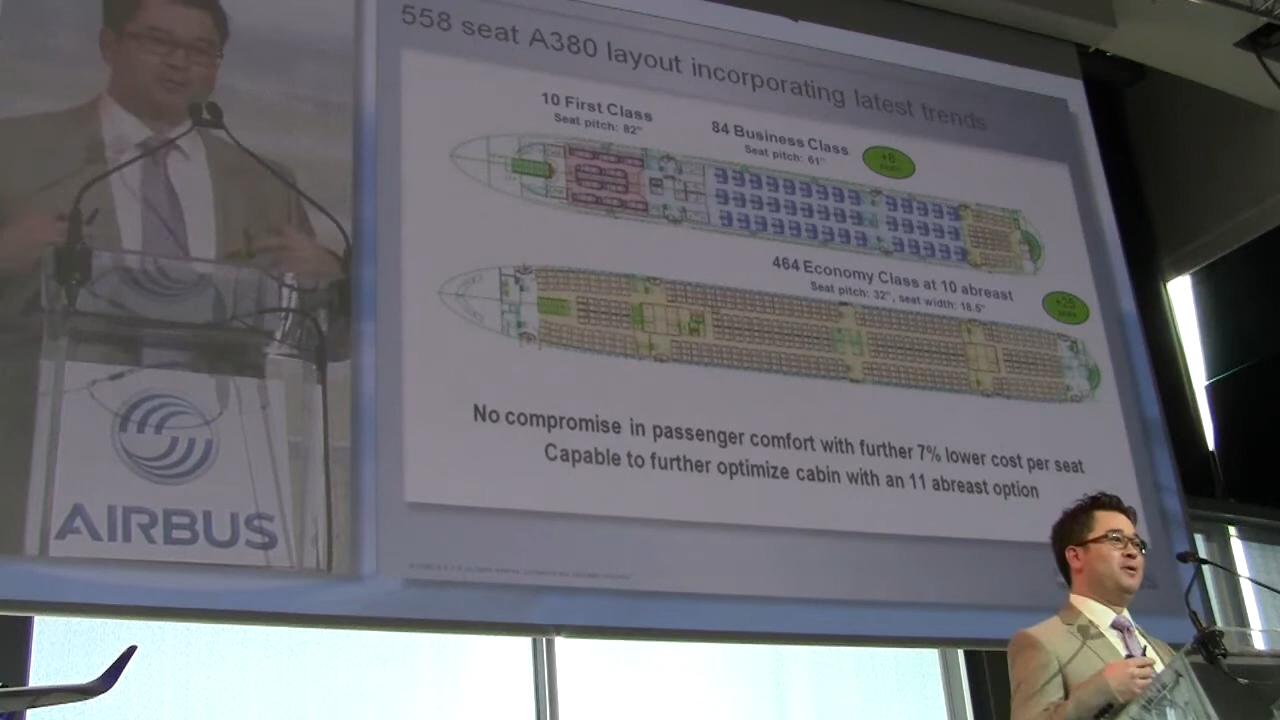 558 seat A380 layout incorporating latest trends
10 First Class
Seat pitch: 82"
84 Business Class
Seat pitch: 61"
+8
464 Economy Class at 10 abreast
Seat pitch: 32", seat width: 18.5"
No compromise in passenger comfort with further 7% lower cost per seat
Capable to further optimize cabin with an 11 abreast option
AIRBUS